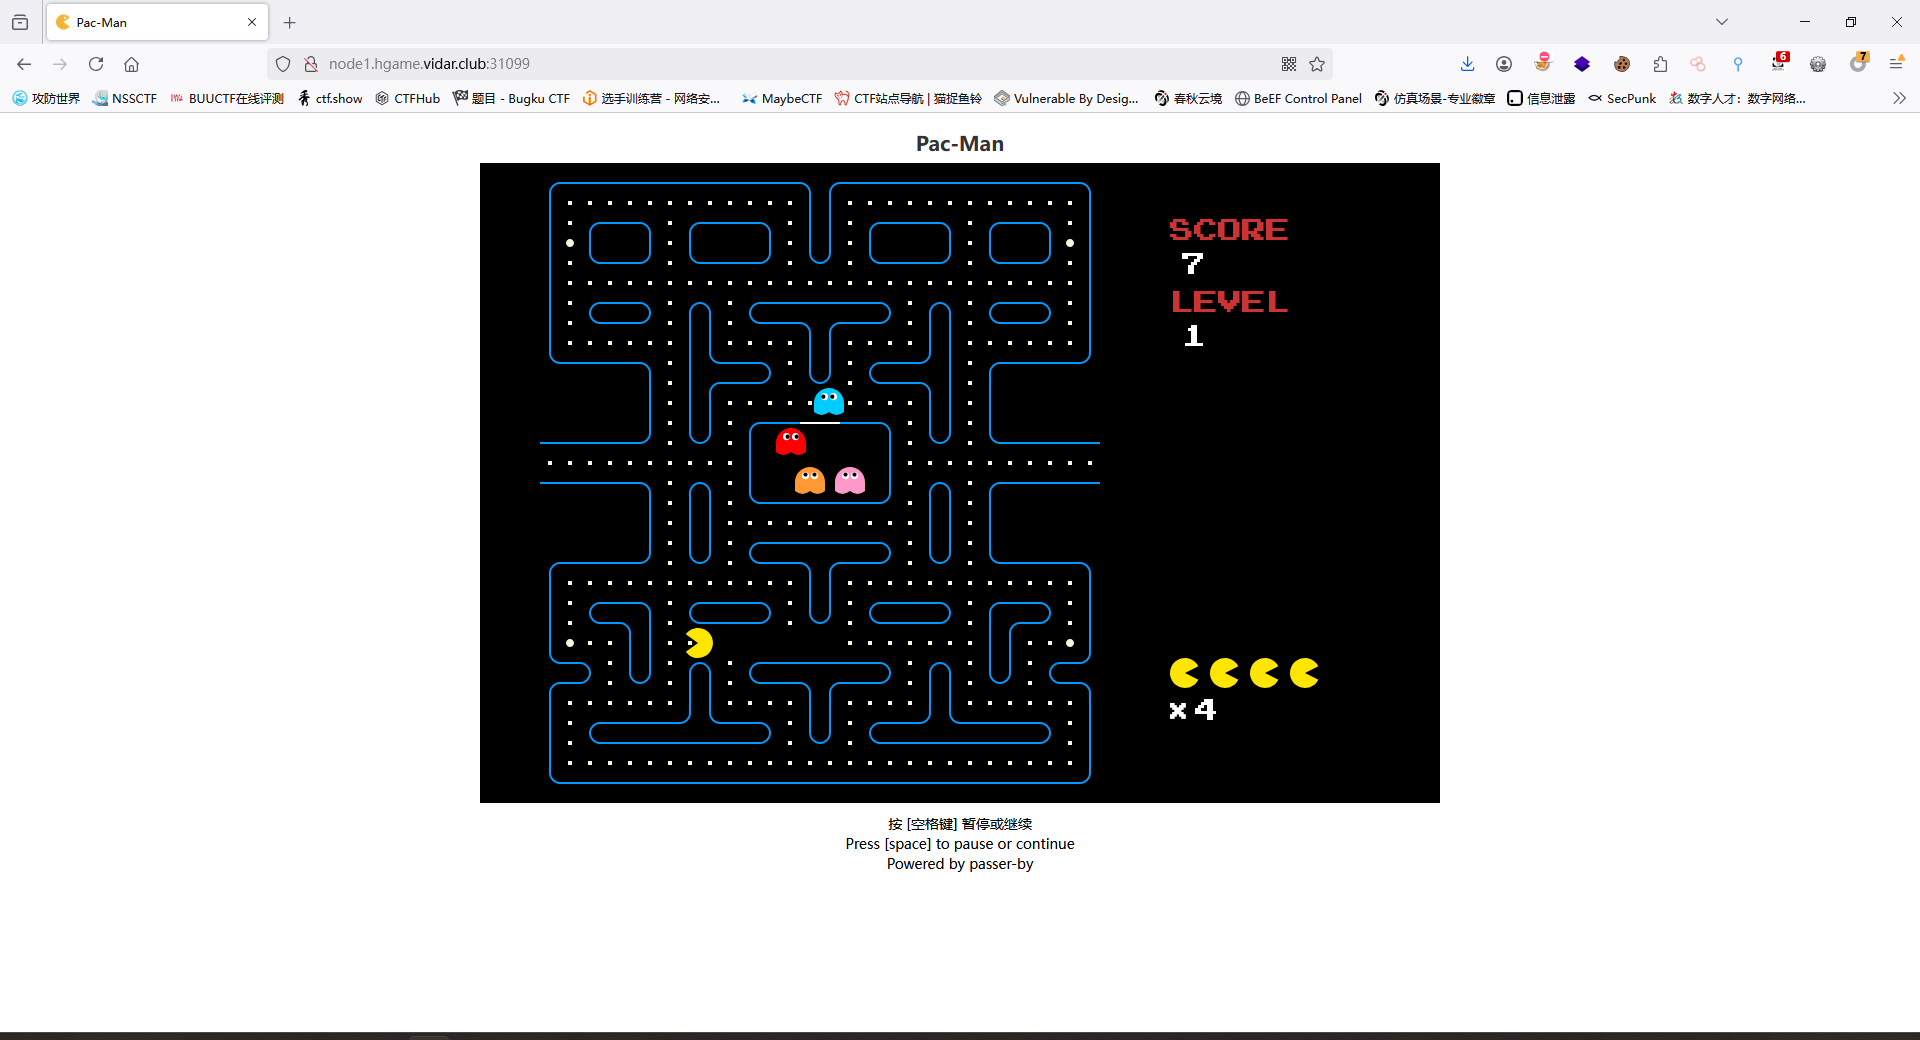 Pac-Man
node1.hgame.vidar.club:31099
6
7
攻防世界
NSSCTF
BUUCTF在线评测
ctf.show
CTFHub
题目 - Bugku CTF
选手训练营 - 网络安...
MaybeCTF
CTF站点导航 | 猫捉鱼铃
Vulnerable By Desig...
春秋云境
BeEF Control Panel
仿真场景-专业徽章
信息泄露
SecPunk
数字人才：数字网络...
Pac-Man
SCORE
7
LEVEL
1
x4
按 [空格键] 暂停或继续
Press [space] to pause or continue
Powered by passer-by